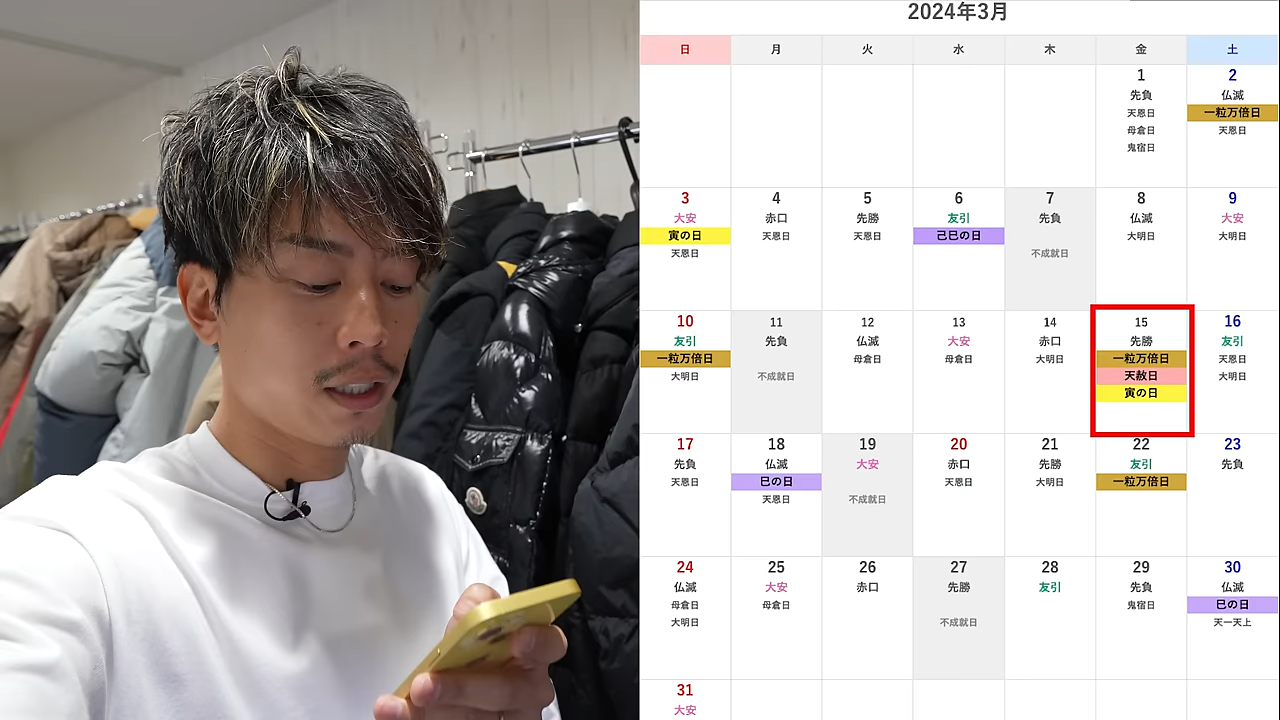 2024年3月
日 月 火 水 木 金 土
1
先負
天恩日
母倉日
鬼宿日
2
仏滅
一粒万倍日
天恩日
3
大安
寅の日
天恩日
4
赤口
天恩日
5
先勝
天恩日
6
友引
己巳の日
7
先負
不成就日
8
仏滅
大明日
9
大安
大明日
10
友引
一粒万倍日
大明日
11
先負
不成就日
12
仏滅
母倉日
13
大安
母倉日
14
赤口
大明日
15
先勝
一粒万倍日
天赦日
寅の日
16
友引
天恩日
大明日
17
先負
天恩日
18
仏滅
巳の日
天恩日
19
大安
不成就日
20
赤口
天恩日
21
先勝
大明日
22
友引
一粒万倍日
23
先負
24
仏滅
母倉日
大明日
25
大安
母倉日
26
赤口
27
先勝
不成就日
28
友引
29
先負
鬼宿日
30
仏滅
巳の日
天一天上
31
大安